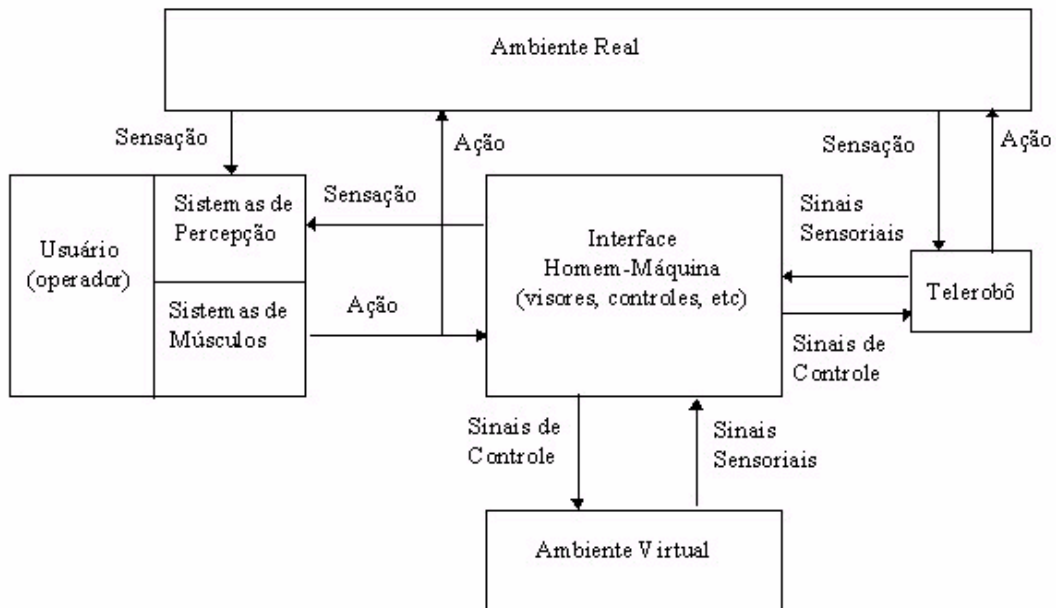 Ambiente Real
Sensação
Ação
Sensação
Ação
Usuário
(operador)
Sistemas de
Percepção
Sensação
Sistemas de
Músculos
Ação
Interface
Homem-Máquina
(visores, controles, etc)
Sinais
Sensoriais
Telerobô
Sinais de
Controle
Sinais de
Controle
Sinais
Sensoriais
Ambiente Virtual